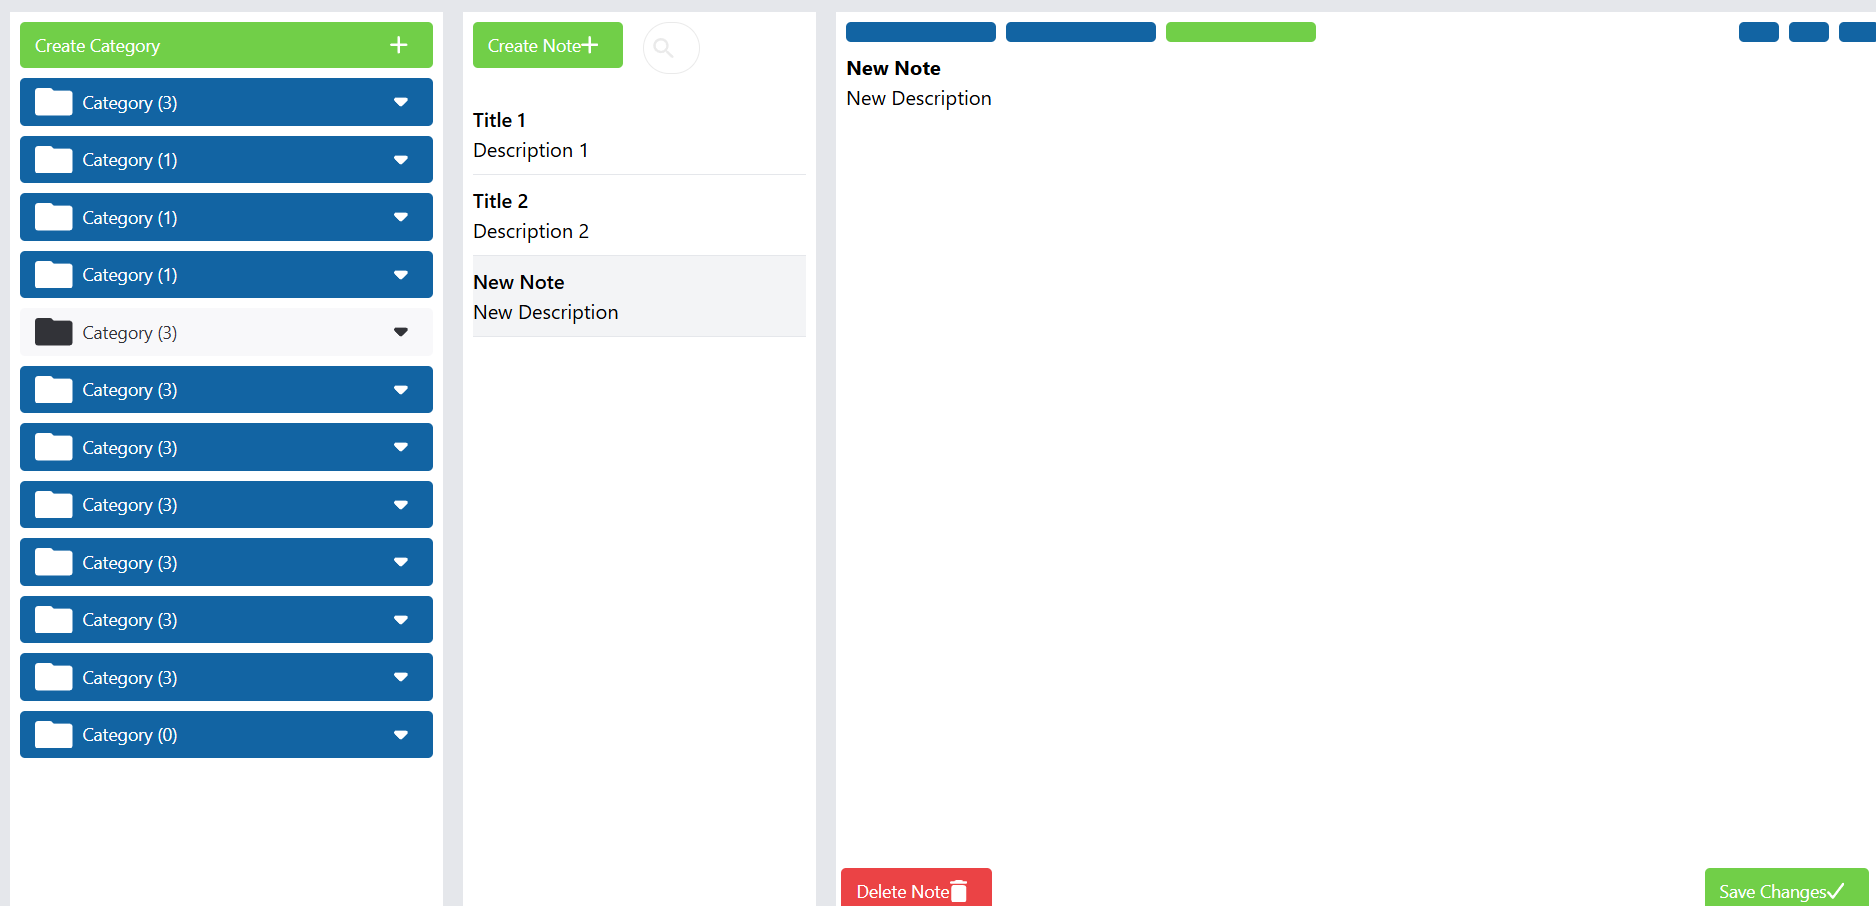 Create Category
Category (3)
Category (1)
Category (1)
Category (1)
Category (3)
Category (3)
Category (3)
Category (3)
Category (3)
Category (3)
Category (3)
Category (0)
Create Note
Title 1
Description 1
Title 2
Description 2
New Note
New Description
New Note
New Description
Delete Note
Save Changes